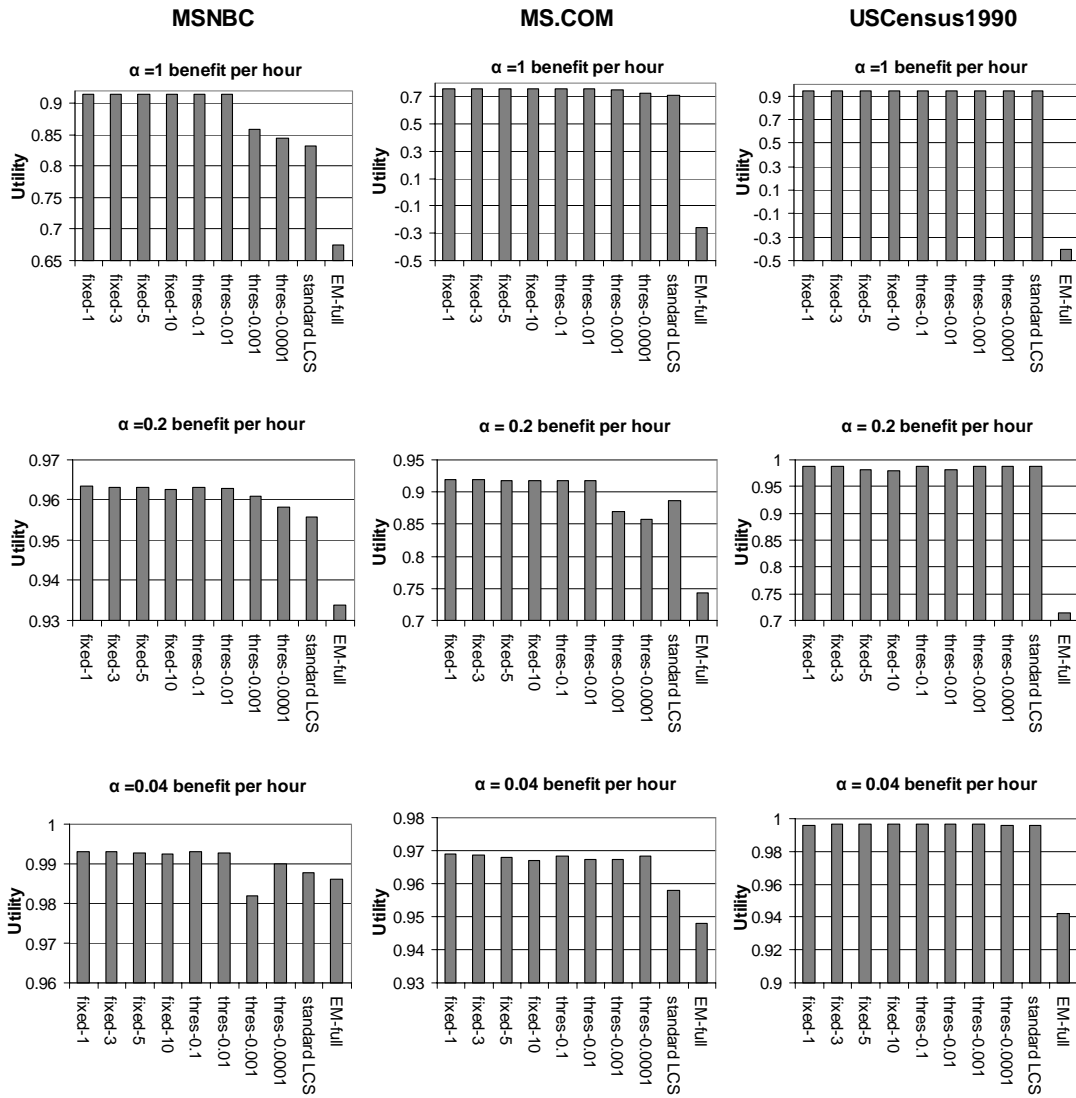 MSNBC
MS.COM
USCensus1990
α =1 benefit per hour
Utility
0.9
0.85
0.8
0.75
0.7
0.65
fixed-1
fixed-3
fixed-5
fixed-10
thres-0.1
thres-0.01
thres-0.001
thres-0.0001
standard LCS
EM-full
α =1 benefit per hour
Utility
0.7
0.5
0.3
0.1
-0.1
-0.3
-0.5
fixed-1
fixed-3
fixed-5
fixed-10
thres-0.1
thres-0.01
thres-0.001
thres-0.0001
standard LCS
EM-full
α =1 benefit per hour
Utility
0.9
0.7
0.5
0.3
0.1
-0.1
-0.3
-0.5
fixed-1
fixed-3
fixed-5
fixed-10
thres-0.1
thres-0.01
thres-0.001
thres-0.0001
standard LCS
EM-full
α =0.2 benefit per hour
Utility
0.97
0.96
0.95
0.94
0.93
fixed-1
fixed-3
fixed-5
fixed-10
thres-0.1
thres-0.01
thres-0.001
thres-0.0001
standard LCS
EM-full
α = 0.2 benefit per hour
Utility
0.95
0.9
0.85
0.8
0.75
0.7
fixed-1
fixed-3
fixed-5
fixed-10
thres-0.1
thres-0.01
thres-0.001
thres-0.0001
standard LCS
EM-full
α = 0.2 benefit per hour
Utility
1
0.95
0.9
0.85
0.8
0.75
0.7
fixed-1
fixed-3
fixed-5
fixed-10
thres-0.1
thres-0.01
thres-0.001
thres-0.0001
standard LCS
EM-full
α =0.04 benefit per hour
Utility
1
0.99
0.98
0.97
0.96
fixed-1
fixed-3
fixed-5
fixed-10
thres-0.1
thres-0.01
thres-0.001
thres-0.0001
standard LCS
EM-full
α = 0.04 benefit per hour
Utility
0.98
0.97
0.96
0.95
0.94
0.93
fixed-1
fixed-3
fixed-5
fixed-10
thres-0.1
thres-0.01
thres-0.001
thres-0.0001
standard LCS
EM-full
α = 0.04 benefit per hour
Utility
1
0.98
0.96
0.94
0.92
0.9
fixed-1
fixed-3
fixed-5
fixed-10
thres-0.1
thres-0.01
thres-0.001
thres-0.0001
standard LCS
EM-full